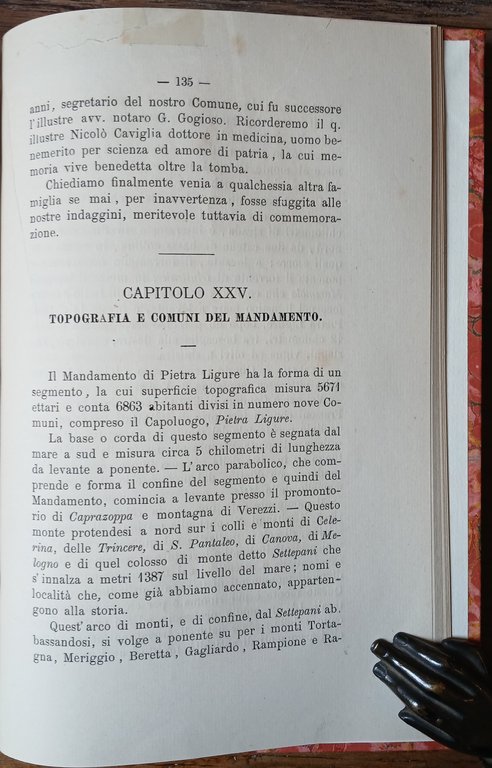 — 135 —
anni, segretario del nostro Comune, cui fu successore
l'illustre avv. notaro G. Gogioso. Ricorderemo il q.
illustre Nicolò Caviglia dottore in medicina, uomo be-
nemerito per scienza ed amore di patria, la cui me-
moria vive benedetta oltre la tomba.
Chiediamo finalmente venia a qualchessia altra fa-
miglia se mai, per inavvertenza, fosse sfuggita alle
nostre indaggini, meritevole tuttavia di commemora-
zione.
CAPITOLO XXV.
TOPOGRAFIA E COMUNI DEL MANDAMENTO.
Il Mandamento di Pietra Ligure ha la forma di un
segmento, la cui superficie topografica misura 5671
ettari e conta 6863 abitanti divisi in numero nove Co-
muni, compreso il Capoluogo, Pietra Ligure.
La base o corda di questo segmento è segnata dal
mare a sud e misura circa 5 chilometri di lunghezza
da levante a ponente. — L'arco parabolico, che com-
prende e forma il confine del segmento e quindi del
Mandamento, comincia a levante presso il promonto-
rio di Caprazoppa e montagna di Verezzi. — Questo
monte protendesi a nord su i colli e monti di Cele-
rina, delle Trincere, di S. Pantaleo, di Canova, di Me-
logno e di quel colosso di monte detto Settepani che
s'innalza a metri 1387 sul livello del mare; nomi e
località che, come già abbiamo accennato, apparten-
gono alla storia.
Quest'arco di monti, e di confine, dal Settepani ab-
bassandosi, si volge a ponente su per i monti Torta-
gna, Meriggio, Beretta, Gagliardo, Rampione e Ra-